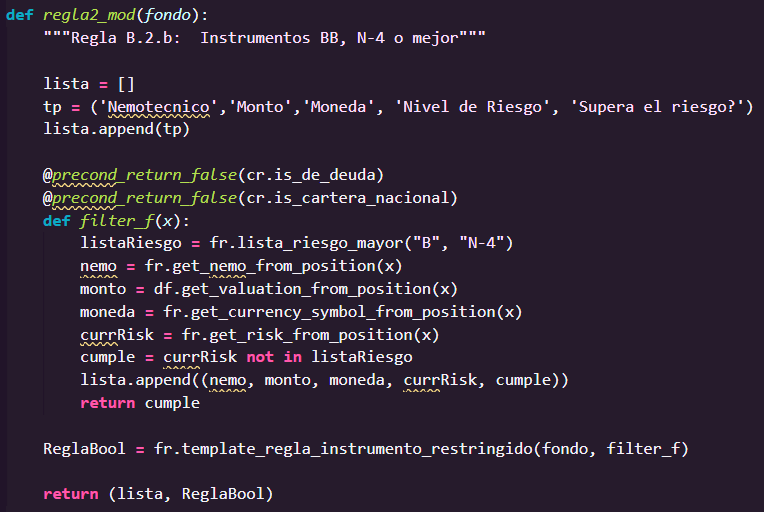 def regla2_mod(fondo):
    """Regla B.2.b:  Instrumentos BB, N-4 o mejor"""

    lista = []
    tp = ('Nemotecnico','Monto','Moneda', 'Nivel de Riesgo', 'Supera el riesgo?')
    lista.append(tp)

    @precond_return_false(cr.is_de_deuda)
    @precond_return_false(cr.is_cartera_nacional)
    def filter_f(x):
        listaRiesgo = fr.lista_riesgo_mayor("B", "N-4")
        nemo = fr.get_nemo_from_position(x)
        monto = df.get_valuation_from_position(x)
        moneda = fr.get_currency_symbol_from_position(x)
        currRisk = fr.get_risk_from_position(x)
        cumple = currRisk not in listaRiesgo
        lista.append((nemo, monto, moneda, currRisk, cumple))
        return cumple

    ReglaBool = fr.template_regla_instrumento_restringido(fondo, filter_f)

    return (lista, ReglaBool)